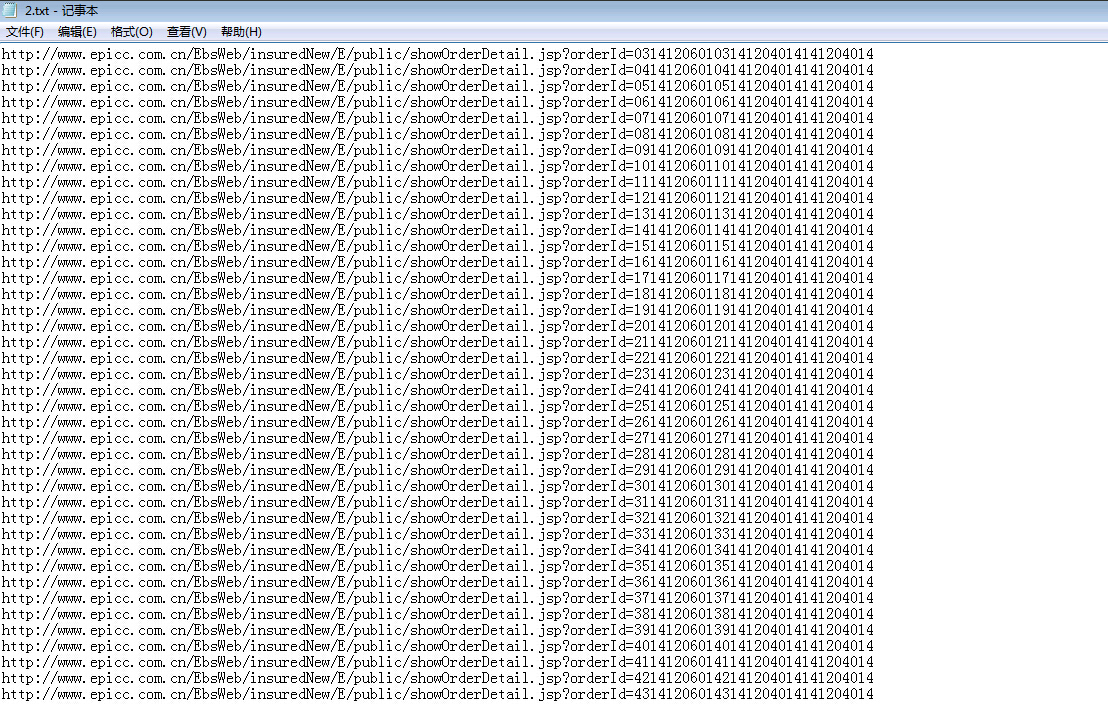 2.txt - 记事本
文件(F) 编辑(E) 格式(O) 查看(V) 帮助(H)
http://www.epicc.com.cn/EbsWeb/insuredNew/E/public/showOrderDetail.jsp?orderId=0314120601031412040141412040​14
http://www.epicc.com.cn/EbsWeb/insuredNew/E/public/showOrderDetail.jsp?orderId=041412060104141204014141204014
http://www.epicc.com.cn/EbsWeb/insuredNew/E/public/showOrderDetail.jsp?orderId=051412060105141204014141204014
http://www.epicc.com.cn/EbsWeb/insuredNew/E/public/showOrderDetail.jsp?orderId=061412060106141204014141204014
http://www.epicc.com.cn/EbsWeb/insuredNew/E/public/showOrderDetail.jsp?orderId=071412060107141204014141204014
http://www.epicc.com.cn/EbsWeb/insuredNew/E/public/showOrderDetail.jsp?orderId=081412060108141204014141204014
http://www.epicc.com.cn/EbsWeb/insuredNew/E/public/showOrderDetail.jsp?orderId=091412060109141204014141204014
http://www.epicc.com.cn/EbsWeb/insuredNew/E/public/showOrderDetail.jsp?orderId=101412060110141204014141204014
http://www.epicc.com.cn/EbsWeb/insuredNew/E/public/showOrderDetail.jsp?orderId=111412060111141204014141204014
http://www.epicc.com.cn/EbsWeb/insuredNew/E/public/showOrderDetail.jsp?orderId=121412060112141204014141204014
http://www.epicc.com.cn/EbsWeb/insuredNew/E/public/showOrderDetail.jsp?orderId=131412060113141204014141204014
http://www.epicc.com.cn/EbsWeb/insuredNew/E/public/showOrderDetail.jsp?orderId=141412060114141204014141204014
http://www.epicc.com.cn/EbsWeb/insuredNew/E/public/showOrderDetail.jsp?orderId=151412060115141204014141204014
http://www.epicc.com.cn/EbsWeb/insuredNew/E/public/showOrderDetail.jsp?orderId=161412060116141204014141204014
http://www.epicc.com.cn/EbsWeb/insuredNew/E/public/showOrderDetail.jsp?orderId=171412060117141204014141204014
http://www.epicc.com.cn/EbsWeb/insuredNew/E/public/showOrderDetail.jsp?orderId=181412060118141204014141204014
http://www.epicc.com.cn/EbsWeb/insuredNew/E/public/showOrderDetail.jsp?orderId=191412060119141204014141204014
http://www.epicc.com.cn/EbsWeb/insuredNew/E/public/showOrderDetail.jsp?orderId=201412060120141204014141204014
http://www.epicc.com.cn/EbsWeb/insuredNew/E/public/showOrderDetail.jsp?orderId=211412060121141204014141204014
http://www.epicc.com.cn/EbsWeb/insuredNew/E/public/showOrderDetail.jsp?orderId=221412060122141204014141204014
http://www.epicc.com.cn/EbsWeb/insuredNew/E/public/showOrderDetail.jsp?orderId=231412060123141204014141204014
http://www.epicc.com.cn/EbsWeb/insuredNew/E/public/showOrderDetail.jsp?orderId=241412060124141204014141204014
http://www.epicc.com.cn/EbsWeb/insuredNew/E/public/showOrderDetail.jsp?orderId=251412060125141204014141204014
http://www.epicc.com.cn/EbsWeb/insuredNew/E/public/showOrderDetail.jsp?orderId=261412060126141204014141204014
http://www.epicc.com.cn/EbsWeb/insuredNew/E/public/showOrderDetail.jsp?orderId=271412060127141204014141204014
http://www.epicc.com.cn/EbsWeb/insuredNew/E/public/showOrderDetail.jsp?orderId=281412060128141204014141204014
http://www.epicc.com.cn/EbsWeb/insuredNew/E/public/showOrderDetail.jsp?orderId=291412060129141204014141204014
http://www.epicc.com.cn/EbsWeb/insuredNew/E/public/showOrderDetail.jsp?orderId=301412060130141204014141204014
http://www.epicc.com.cn/EbsWeb/insuredNew/E/public/showOrderDetail.jsp?orderId=311412060131141204014141204014
http://www.epicc.com.cn/EbsWeb/insuredNew/E/public/showOrderDetail.jsp?orderId=321412060132141204014141204014
http://www.epicc.com.cn/EbsWeb/insuredNew/E/public/showOrderDetail.jsp?orderId=331412060133141204014141204014
http://www.epicc.com.cn/EbsWeb/insuredNew/E/public/showOrderDetail.jsp?orderId=341412060134141204014141204014
http://www.epicc.com.cn/EbsWeb/insuredNew/E/public/showOrderDetail.jsp?orderId=351412060135141204014141204014
http://www.epicc.com.cn/EbsWeb/insuredNew/E/public/showOrderDetail.jsp?orderId=361412060136141204014141204014
http://www.epicc.com.cn/EbsWeb/insuredNew/E/public/showOrderDetail.jsp?orderId=371412060137141204014141204014
http://www.epicc.com.cn/EbsWeb/insuredNew/E/public/showOrderDetail.jsp?orderId=381412060138141204014141204014
http://www.epicc.com.cn/EbsWeb/insuredNew/E/public/showOrderDetail.jsp?orderId=391412060139141204014141204014
http://www.epicc.com.cn/EbsWeb/insuredNew/E/public/showOrderDetail.jsp?orderId=401412060140141204014141204014
http://www.epicc.com.cn/EbsWeb/insuredNew/E/public/showOrderDetail.jsp?orderId=411412060141141204014141204014
http://www.epicc.com.cn/EbsWeb/insuredNew/E/public/showOrderDetail.jsp?orderId=421412060142141204014141204014
http://www.epicc.com.cn/EbsWeb/insuredNew/E/public/showOrderDetail.jsp?orderId=431412060143141204014141204014